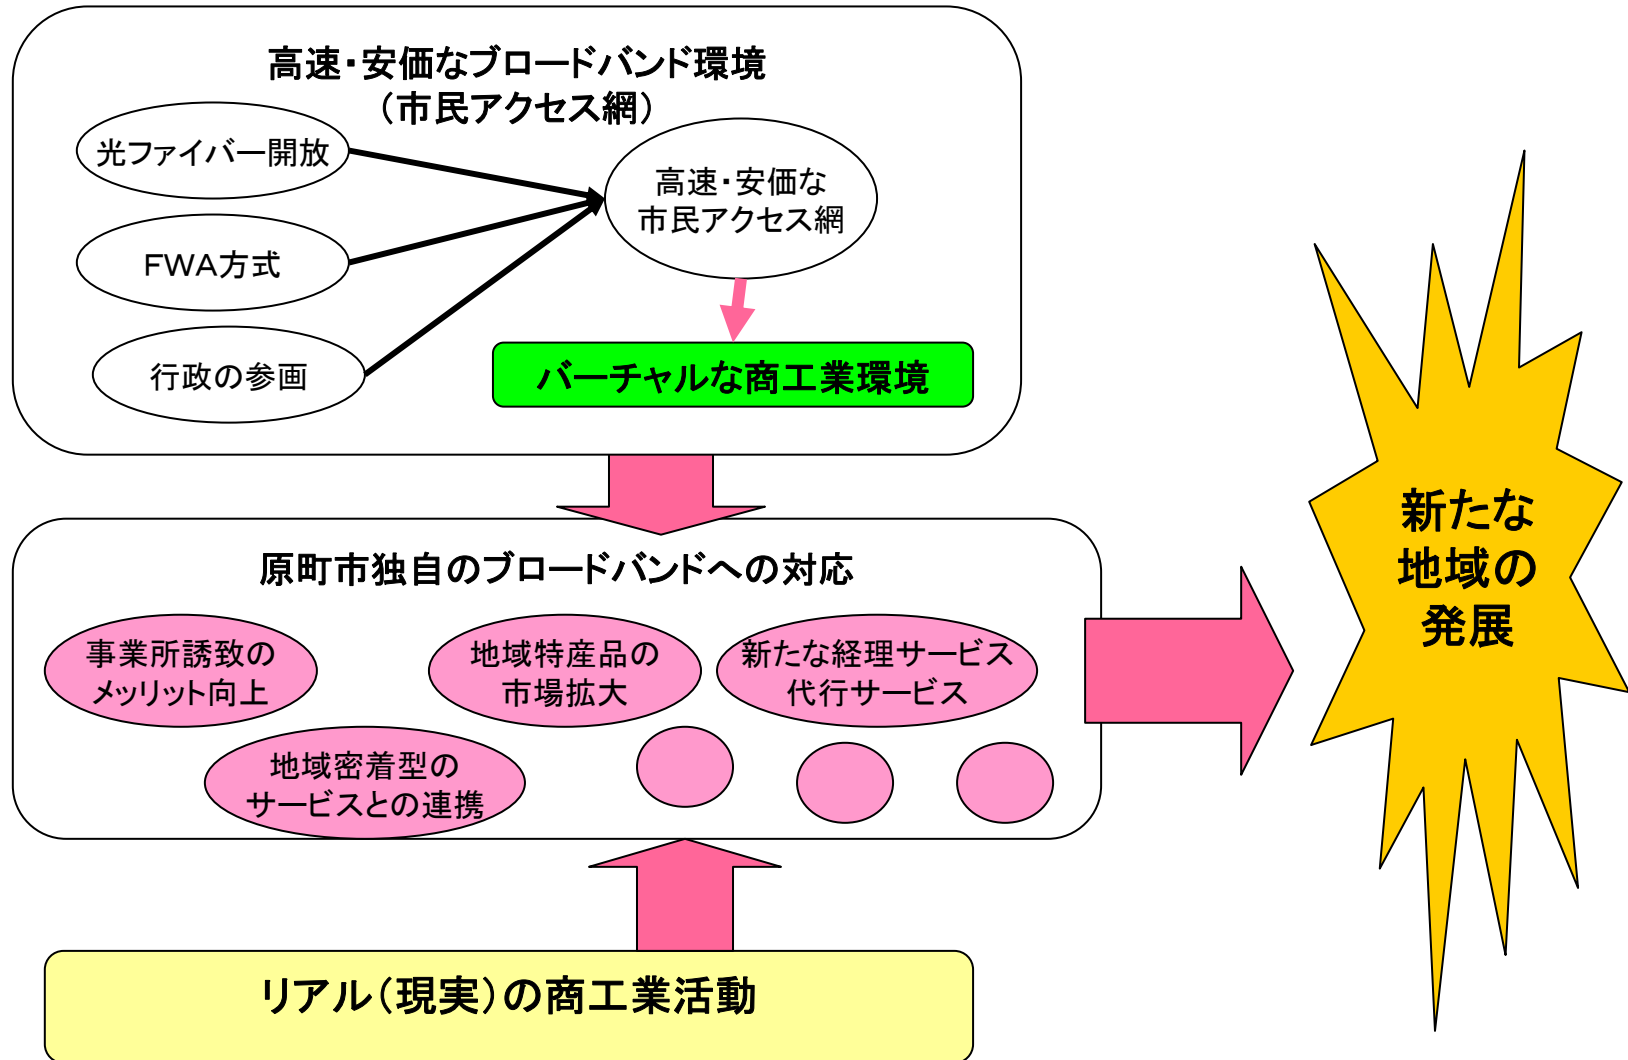 高速・安価なブロードバンド環境
（市民アクセス網）
光ファイバー開放
FWA方式
行政の参画
高速・安価な
市民アクセス網
バーチャルな商工業環境
原町市独自のブロードバンドへの対応
事業所誘致の
メッリット向上
地域特産品の
市場拡大
新たな経理サービス
代行サービス
地域密着型の
サービスとの連携
リアル（現実）の商工業活動
新たな
地域の
発展